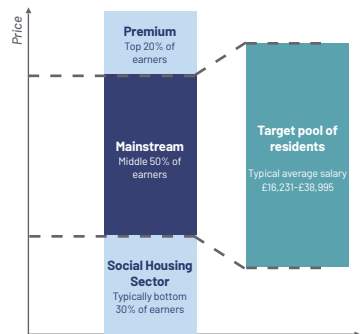 Price
Premium
Top 20% of
earners
Mainstream
Middle 50% of
earners
Social Housing
Sector
Typically bottom
30% of earners
Target pool of
residents
Typical average salary
£16,231–£38,995